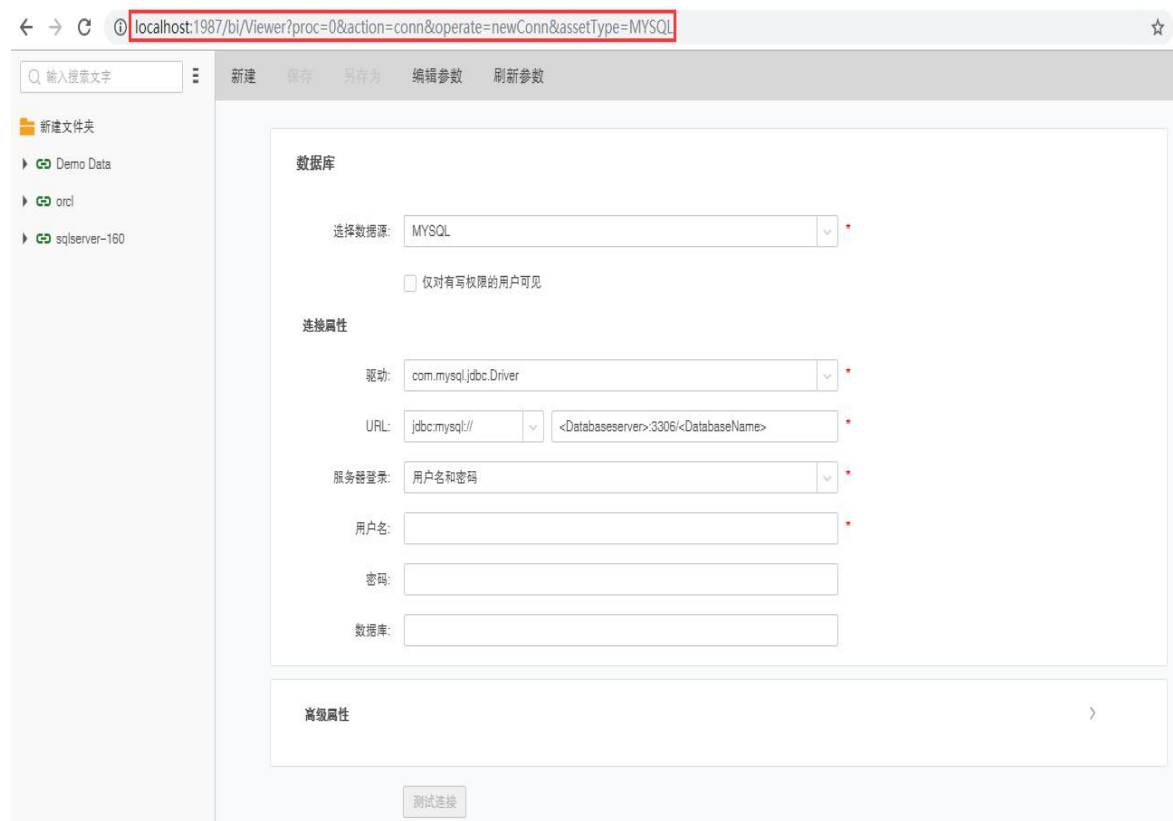 localhost:1987/bi/Viewer?proc=0&action=conn&operate=newConn&assetType=MYSQL
输入搜索文字
新建 保存 另存为 编辑参数 刷新参数
新建文件夹
Demo Data
orcl
sqlserver-160
数据库
选择数据源: MYSQL *
仅对有写权限的用户可见
连接属性
驱动: com.mysql.jdbc.Driver *
URL: jdbc:mysql:// <Databaseserver>:3306/<DatabaseName> *
服务器登录: 用户名和密码 *
用户名: *
密码:
数据库:
高级属性
测试连接